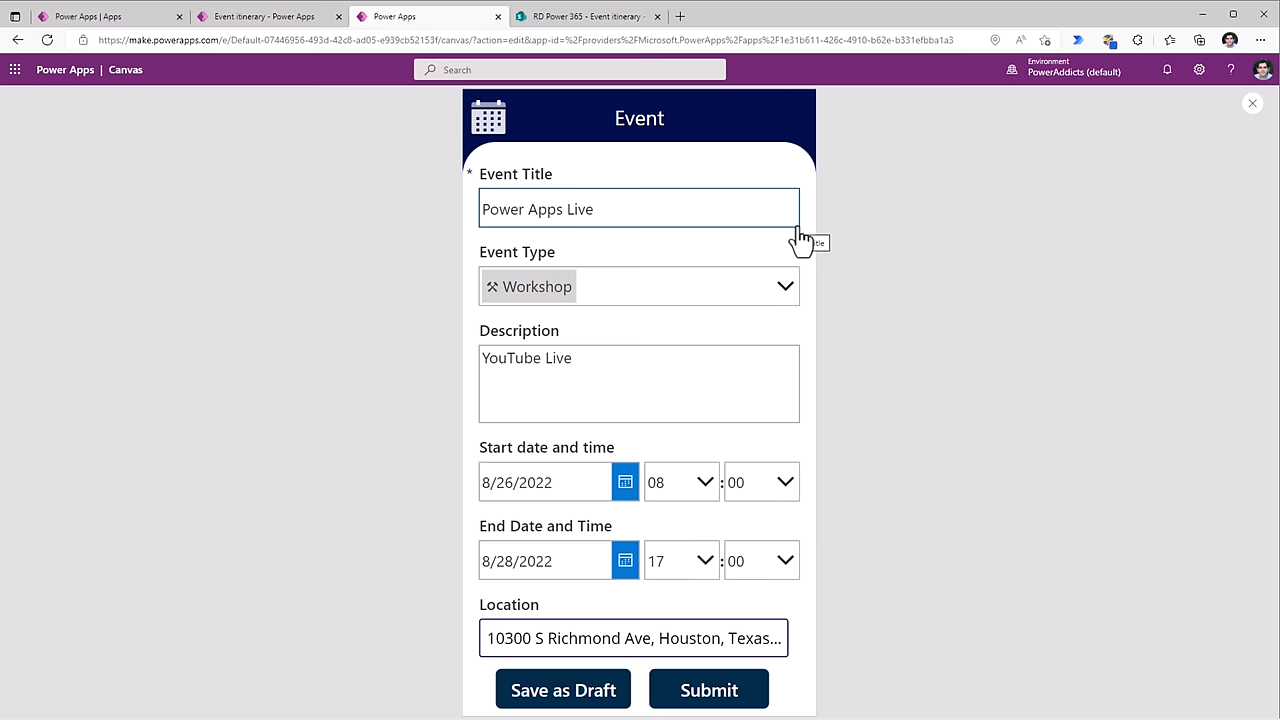 Power Apps | Apps
Event itinerary - Power Apps
Power Apps
RD Power 365 - Event itinerary -
https://make.powerapps.com/e/Default-07446956-493d-42c8-ad05-e939cb52153f/canvas/?action=edit&app-id=%2Fproviders%2FMicrosoft.PowerApps%2Fapps%2F1e31b611-426c-4910-b62e-b331efbba1a3
Power Apps | Canvas
Search
Environment
PowerAddicts (default)
Event
* Event Title
Power Apps Live
Event Type
⚒ Workshop
Description
YouTube Live
Start date and time
8/26/2022 08 : 00
End Date and Time
8/28/2022 17 : 00
Location
10300 S Richmond Ave, Houston, Texas...
Save as Draft Submit